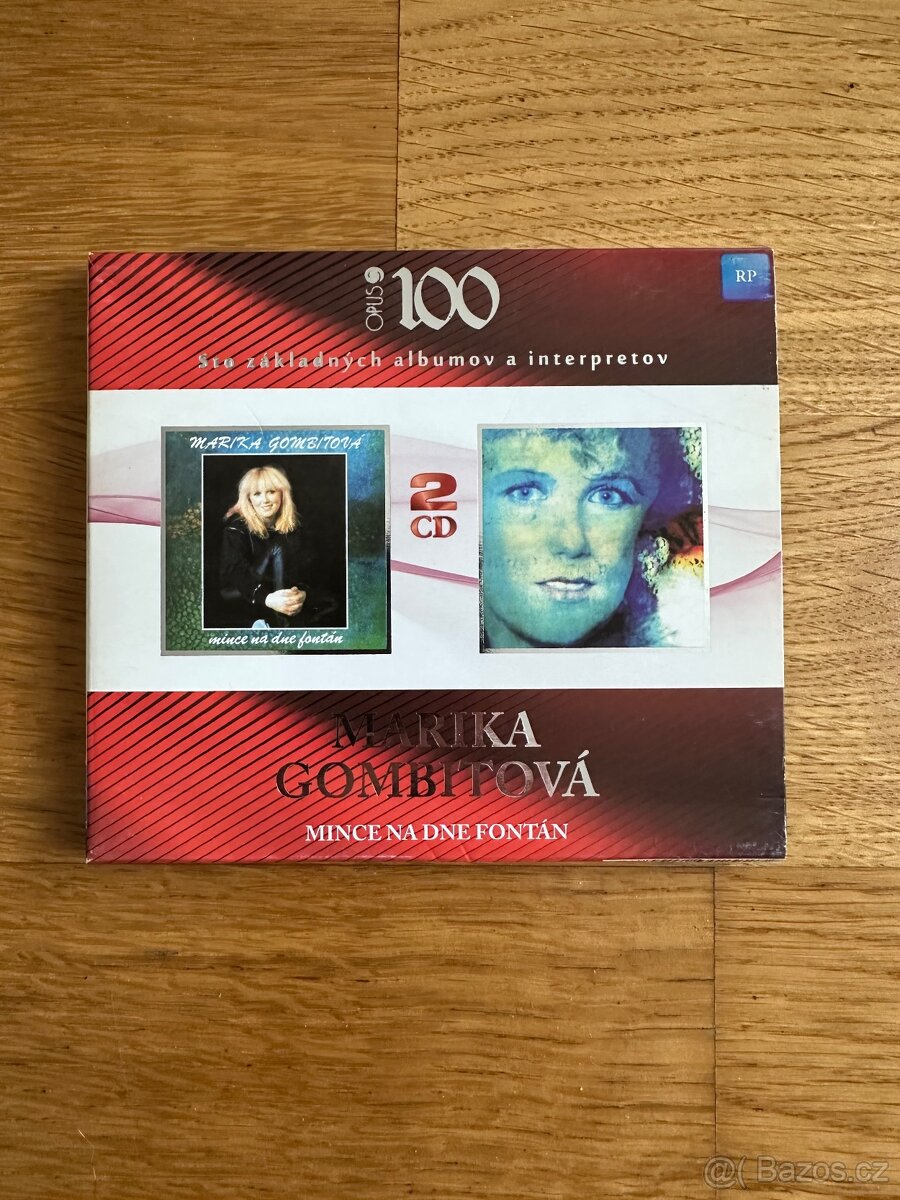 OPUS 100
RP
Sto základných albumov a interpretov
MARIKA GOMBITOVÁ
mince na dne fontán
2
CD
MARIKA
GOMBITOVÁ
MINCE NA DNE FONTÁN
@( Bazos.cz